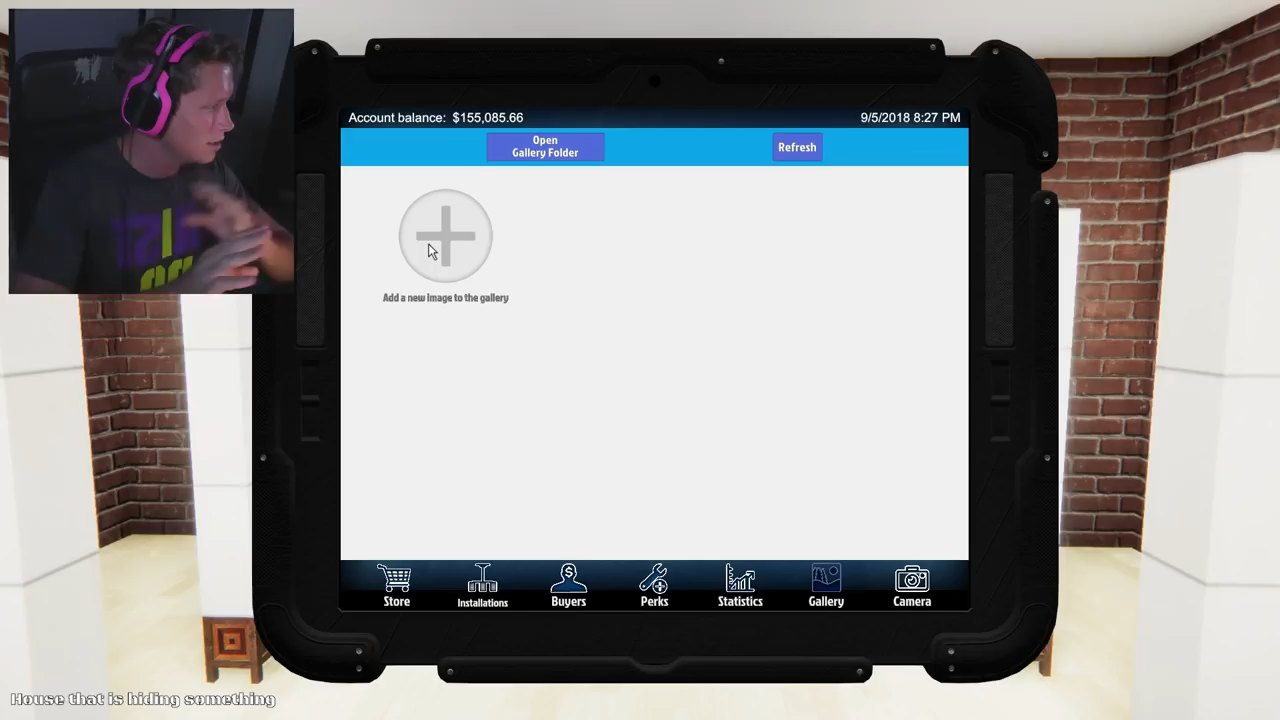 Account balance: $155,085.66
9/5/2018 8:27 PM
Open
Gallery Folder
Refresh
Add a new image to the gallery
Store
Installations
Buyers
Perks
Statistics
Gallery
Camera
House that is hiding something